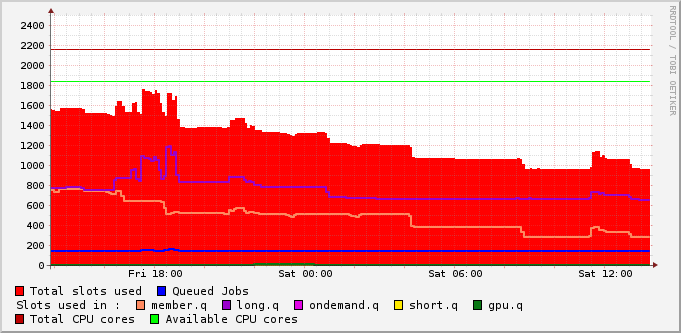 RRDTOOL / TOBI OETIKER
2400
2200
2000
1800
1600
1400
1200
1000
800
600
400
200
0
Fri 18:00 Sat 00:00 Sat 06:00 Sat 12:00
Total slots used Queued Jobs
Slots used in : member.q long.q ondemand.q short.q gpu.q
Total CPU cores Available CPU cores